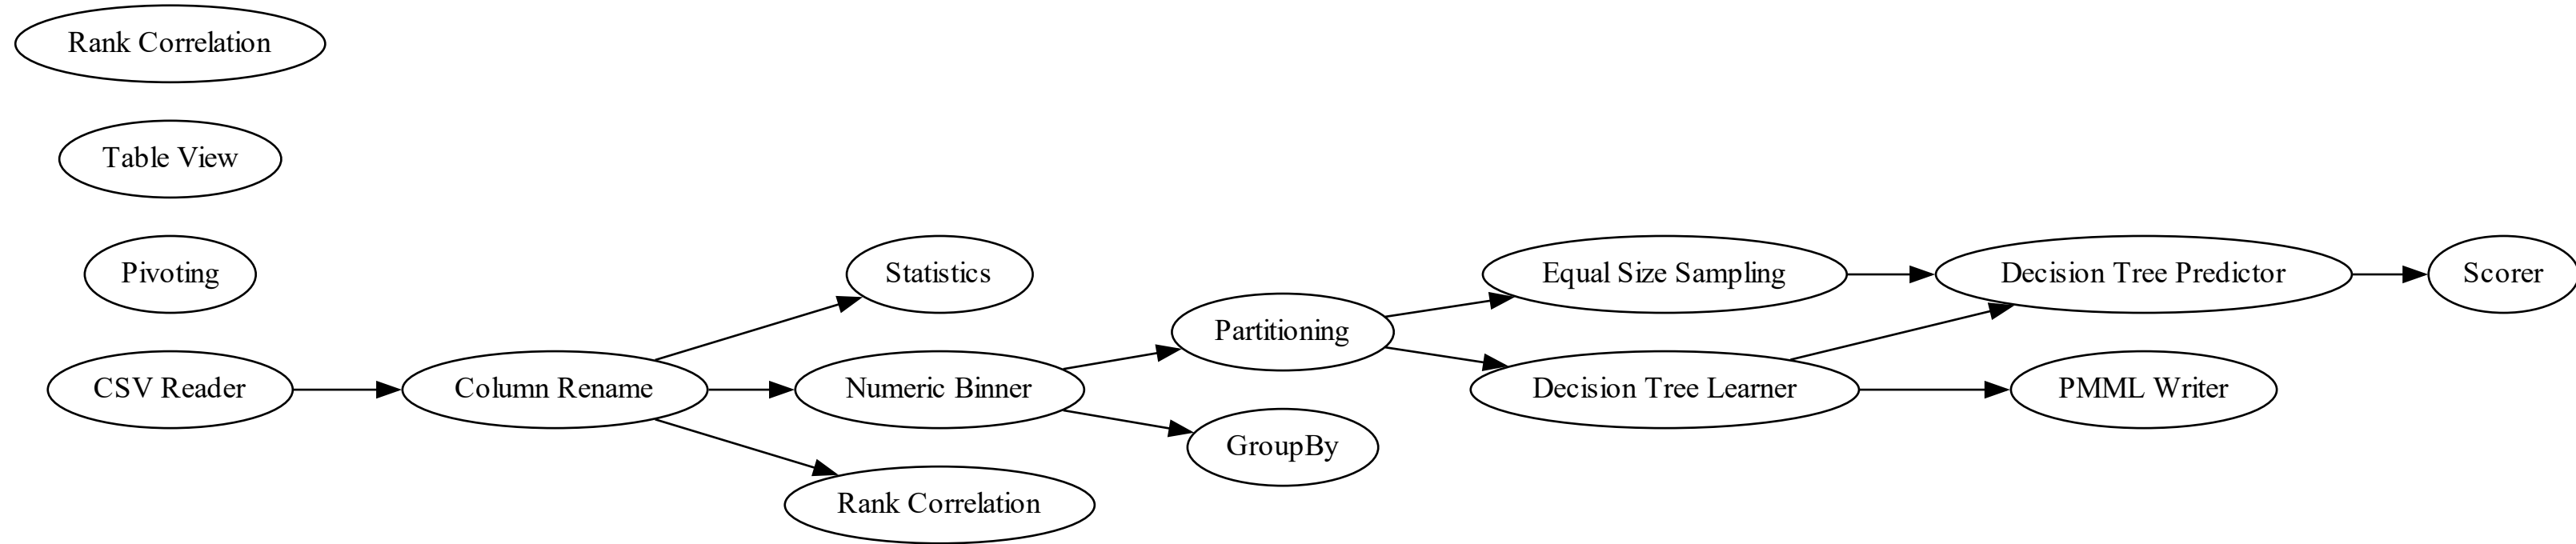 Rank Correlation
Table View
Pivoting
CSV Reader
Column Rename
Statistics
Numeric Binner
Rank Correlation
Partitioning
GroupBy
Equal Size Sampling
Decision Tree Learner
Decision Tree Predictor
PMML Writer
Scorer